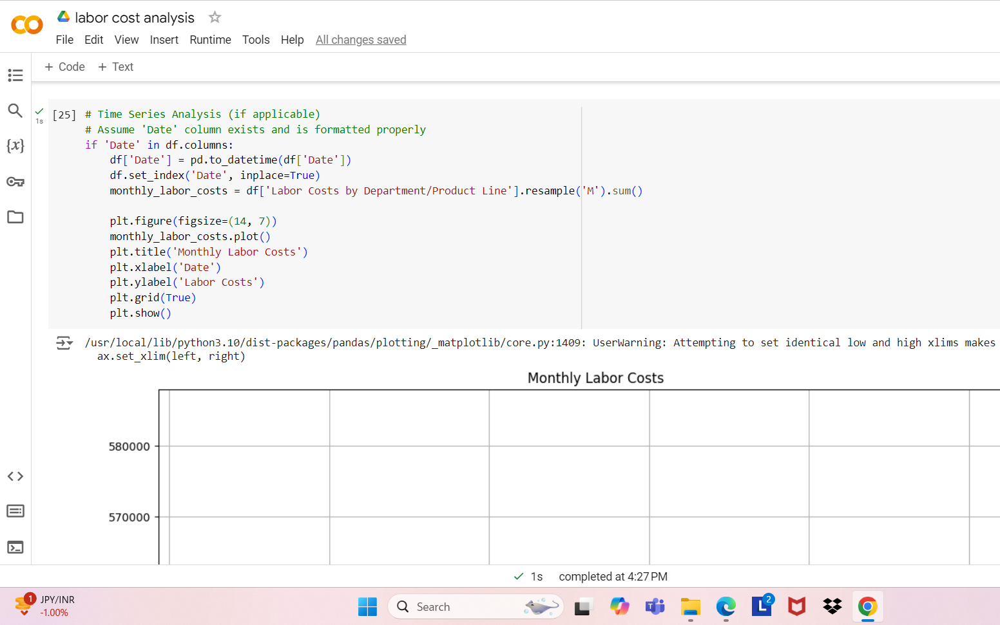 labor cost analysis
File Edit View Insert Runtime Tools Help All changes saved
+ Code + Text
1s
[25] # Time Series Analysis (if applicable)
# Assume 'Date' column exists and is formatted properly
if 'Date' in df.columns:
    df['Date'] = pd.to_datetime(df['Date'])
    df.set_index('Date', inplace=True)
    monthly_labor_costs = df['Labor Costs by Department/Product Line'].resample('M').sum()
    plt.figure(figsize=(14, 7))
    monthly_labor_costs.plot()
    plt.title('Monthly Labor Costs')
    plt.xlabel('Date')
    plt.ylabel('Labor Costs')
    plt.grid(True)
    plt.show()
/usr/local/lib/python3.10/dist-packages/pandas/plotting/_matplotlib/core.py:1409: UserWarning: Attempting to set identical low and high xlims makes
  ax.set_xlim(left, right)
Monthly Labor Costs
580000
570000
1s completed at 4:27 PM
1 JPY/INR
-1.00%
Search
2